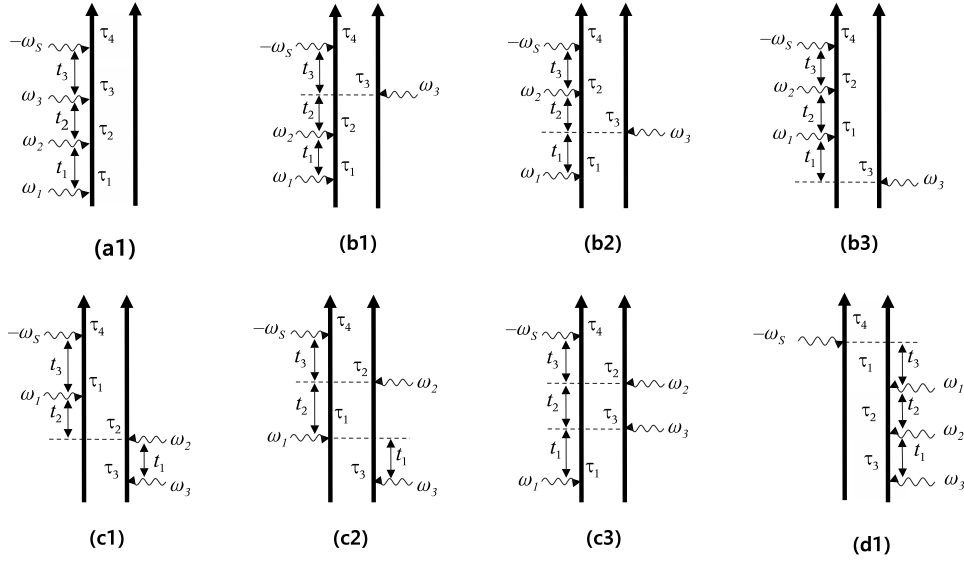 τ₄
−ωS
t₃
ω₃
τ₃
t₂
τ₂
ω₂
t₁
τ₁
ω₁
(a1)
τ₄
−ωS
t₃
τ₃
ω₃
t₂
τ₂
ω₂
t₁
τ₁
ω₁
(b1)
τ₄
−ωS
t₃
τ₂
ω₂
t₂
τ₃
ω₃
t₁
τ₁
ω₁
(b2)
τ₄
−ωS
t₃
τ₂
ω₂
t₂
τ₁
ω₁
t₁
τ₃
ω₃
(b3)
τ₄
−ωS
t₃
τ₁
ω₁
t₂
τ₂
ω₂
t₁
τ₃
ω₃
(c1)
τ₄
−ωS
t₃
τ₂
ω₂
t₂
τ₁
ω₁
t₁
τ₃
ω₃
(c2)
τ₄
−ωS
t₃
τ₂
ω₂
t₂
τ₃
ω₃
t₁
τ₁
ω₁
(c3)
τ₄
−ωS
τ₁
t₃
ω₁
τ₂
t₂
ω₂
τ₃
t₁
ω₃
(d1)